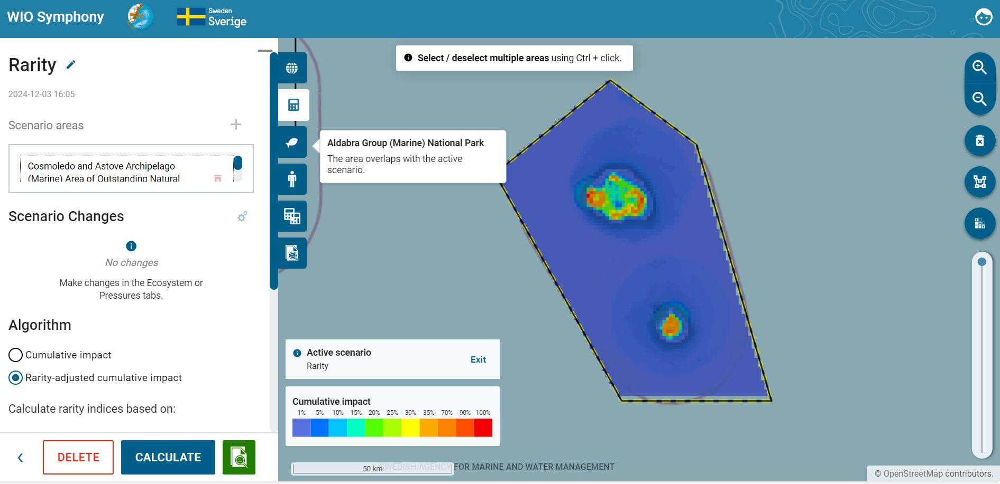 WIO Symphony
Sweden
Sverige
Rarity
2024-12-03 16:05
Scenario areas
Cosmoledo and Astove Archipelago
(Marine) Area of Outstanding Natural
Scenario Changes
No changes
Make changes in the Ecosystem or
Pressures tabs.
Algorithm
Cumulative impact
Rarity-adjusted cumulative impact
Calculate rarity indices based on:
DELETE
CALCULATE
Select / deselect multiple areas using Ctrl + click.
Aldabra Group (Marine) National Park
The area overlaps with the active
scenario.
Active scenario
Rarity
Exit
Cumulative impact
1% 5% 10% 15% 20% 25% 30% 35% 70% 90% 100%
50 km
SWEDISH AGENCY FOR MARINE AND WATER MANAGEMENT
© OpenStreetMap contributors.